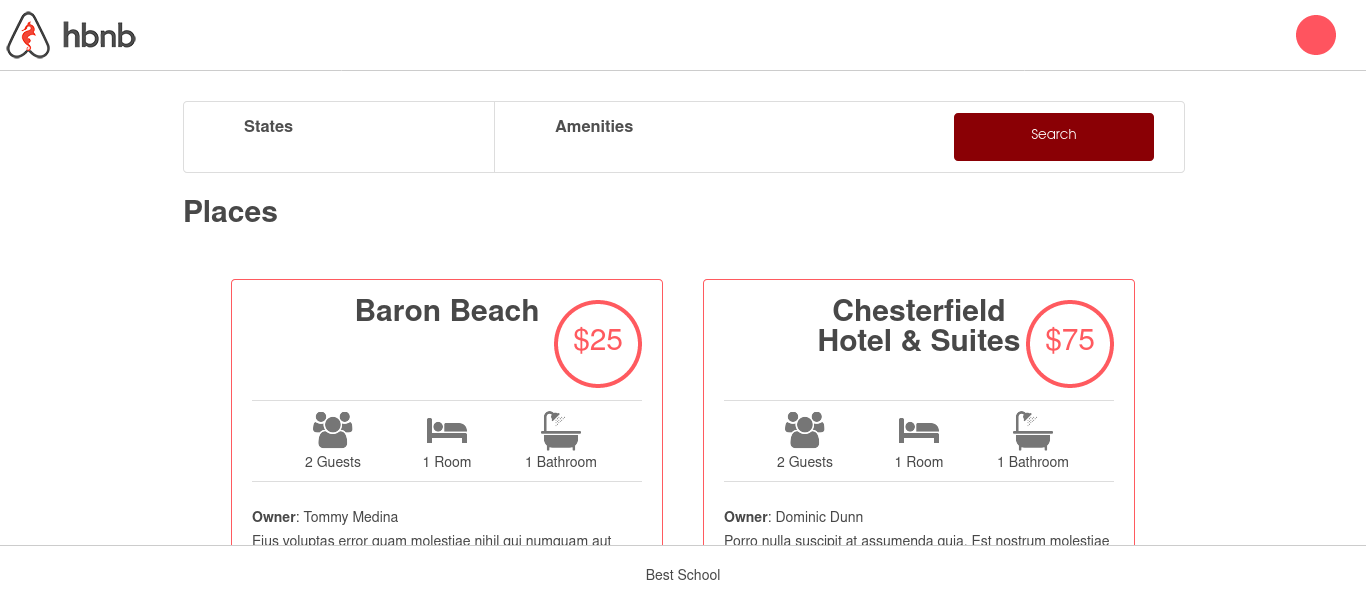 hbnb
States
Amenities
Search
Places
Baron Beach
$25
2 Guests
1 Room
1 Bathroom
Owner: Tommy Medina
Eius voluptas error quam molestiae nihil qui numquam aut
Chesterfield
Hotel & Suites
$75
2 Guests
1 Room
1 Bathroom
Owner: Dominic Dunn
Porro nulla suscipit at assumenda quia. Est nostrum molestiae
Best School